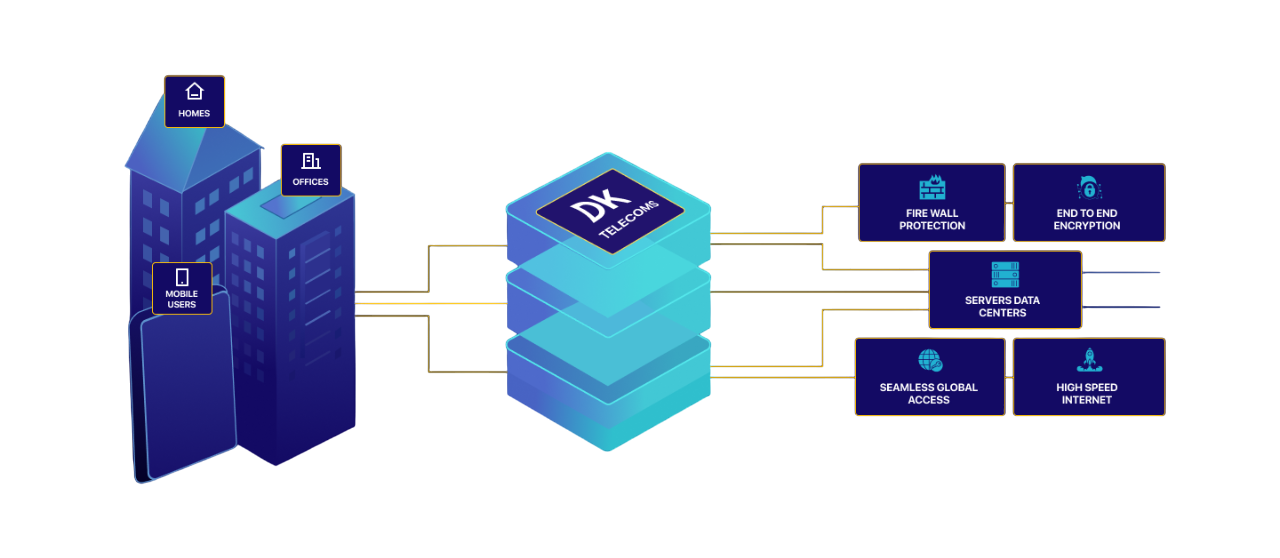 HOMES
OFFICES
MOBILE
USERS
DK
TELECOMS
FIRE WALL
PROTECTION
END TO END
ENCRYPTION
SERVERS DATA
CENTERS
SEAMLESS GLOBAL
ACCESS
HIGH SPEED
INTERNET